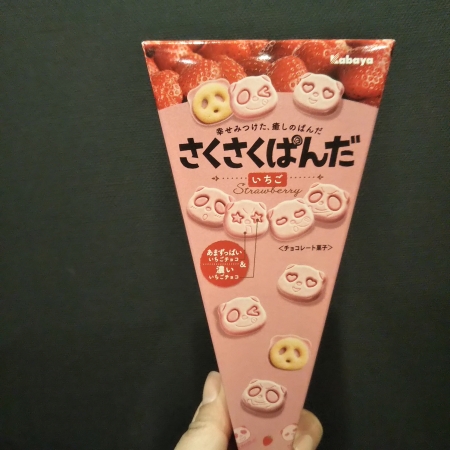 Kabaya
幸せみつけた、癒しのぱんだ
さくさくぱんだ
いちご
Strawberry
<チョコレート菓子>
あまずっぱい
いちごチョコ
&
濃い
いちごチョコ